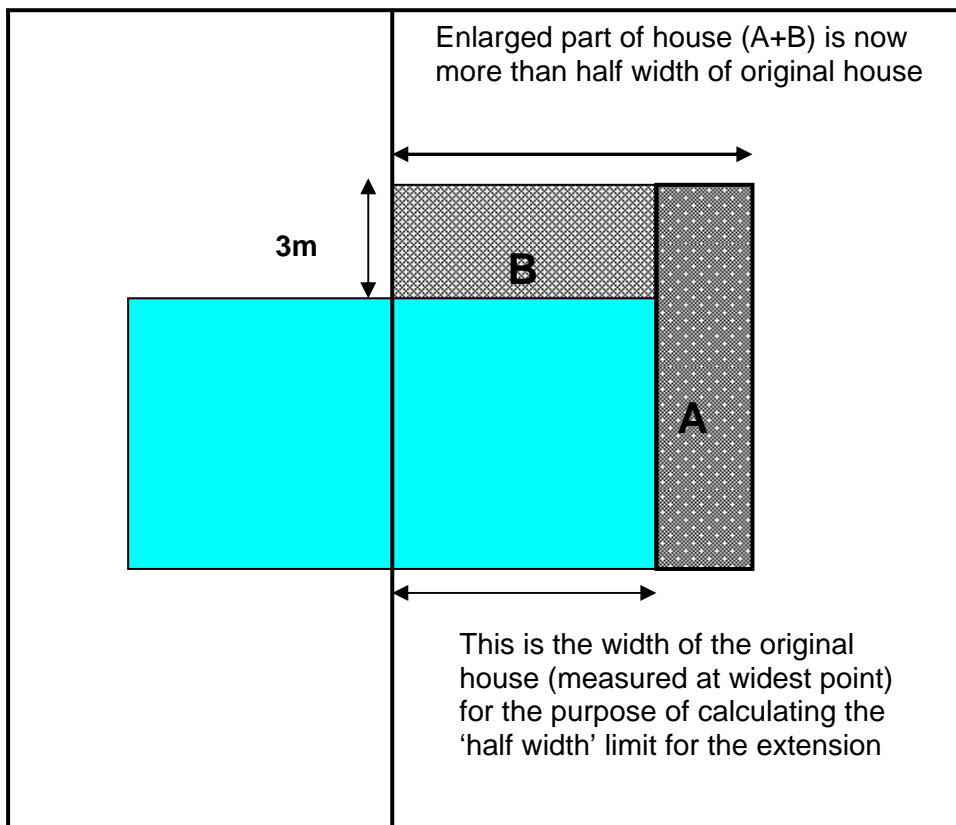 Enlarged part of house (A+B) is now
more than half width of original house
3m
B
A
This is the width of the original
house (measured at widest point)
for the purpose of calculating the
‘half width’ limit for the extension